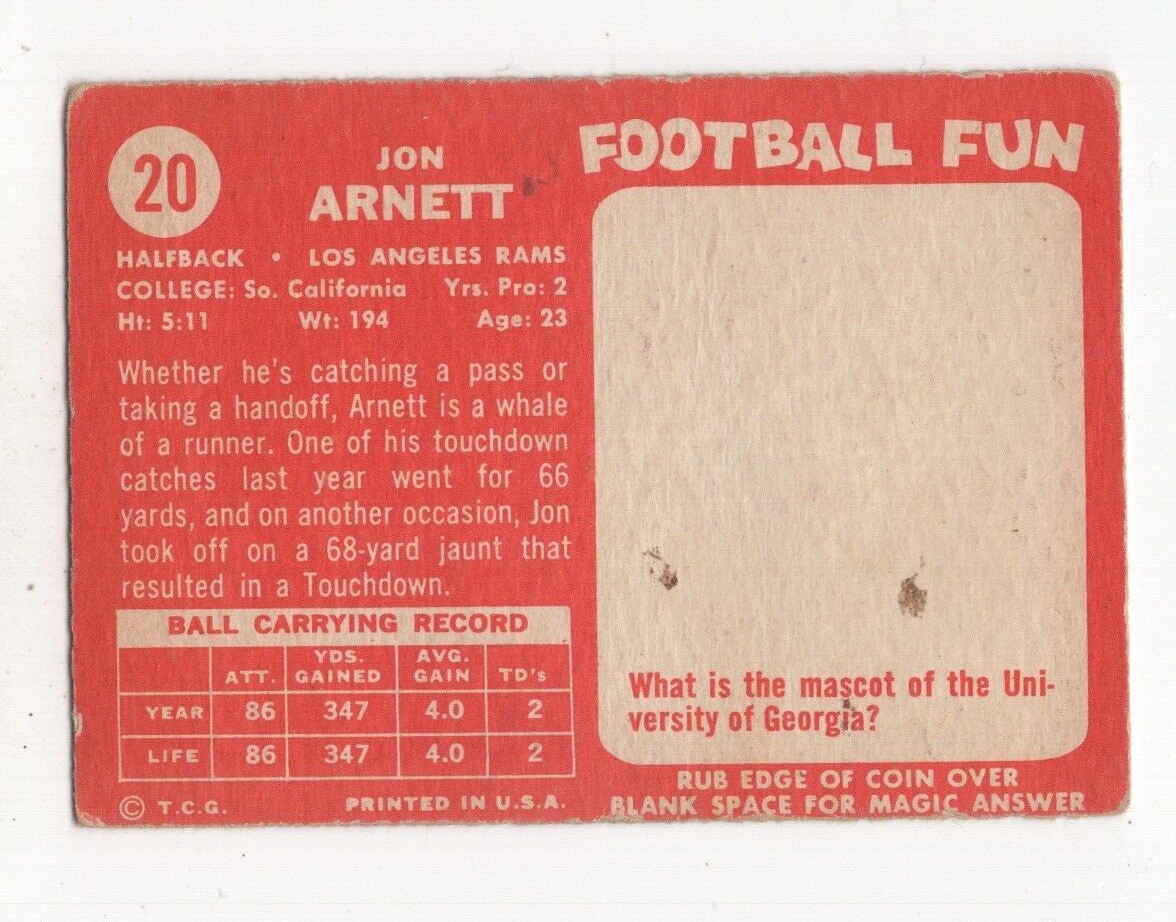 20
JON
ARNETT
HALFBACK • LOS ANGELES RAMS
COLLEGE: So. California Yrs. Pro: 2
Ht: 5:11 Wt: 194 Age: 23
Whether he's catching a pass or
taking a handoff, Arnett is a whale
of a runner. One of his touchdown
catches last year went for 66
yards, and on another occasion, Jon
took off on a 68-yard jaunt that
resulted in a Touchdown.
BALL CARRYING RECORD
ATT. YDS. GAINED AVG. GAIN TD's
YEAR 86 347 4.0 2
LIFE 86 347 4.0 2
© T.C.G. PRINTED IN U.S.A.
FOOTBALL FUN
What is the mascot of the Uni-
versity of Georgia?
RUB EDGE OF COIN OVER
BLANK SPACE FOR MAGIC ANSWER